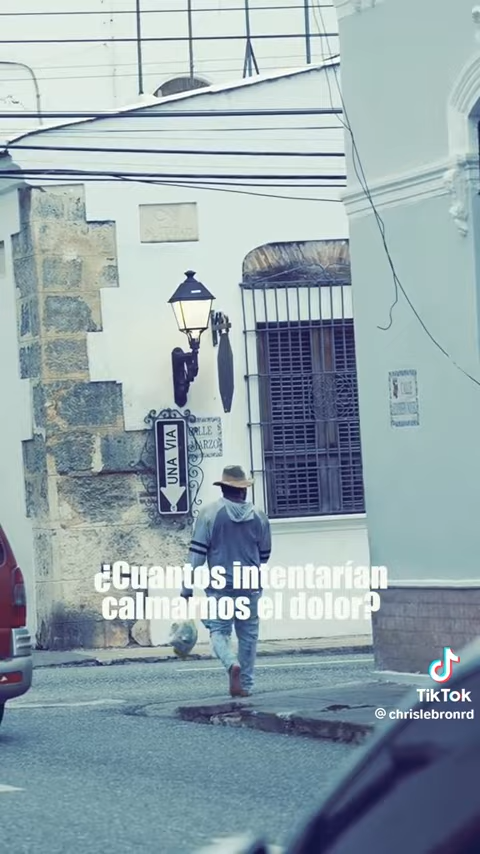 UNA VIA
¿Cuantos intentarían
calmarnos el dolor?
TikTok
@chrislebronrd